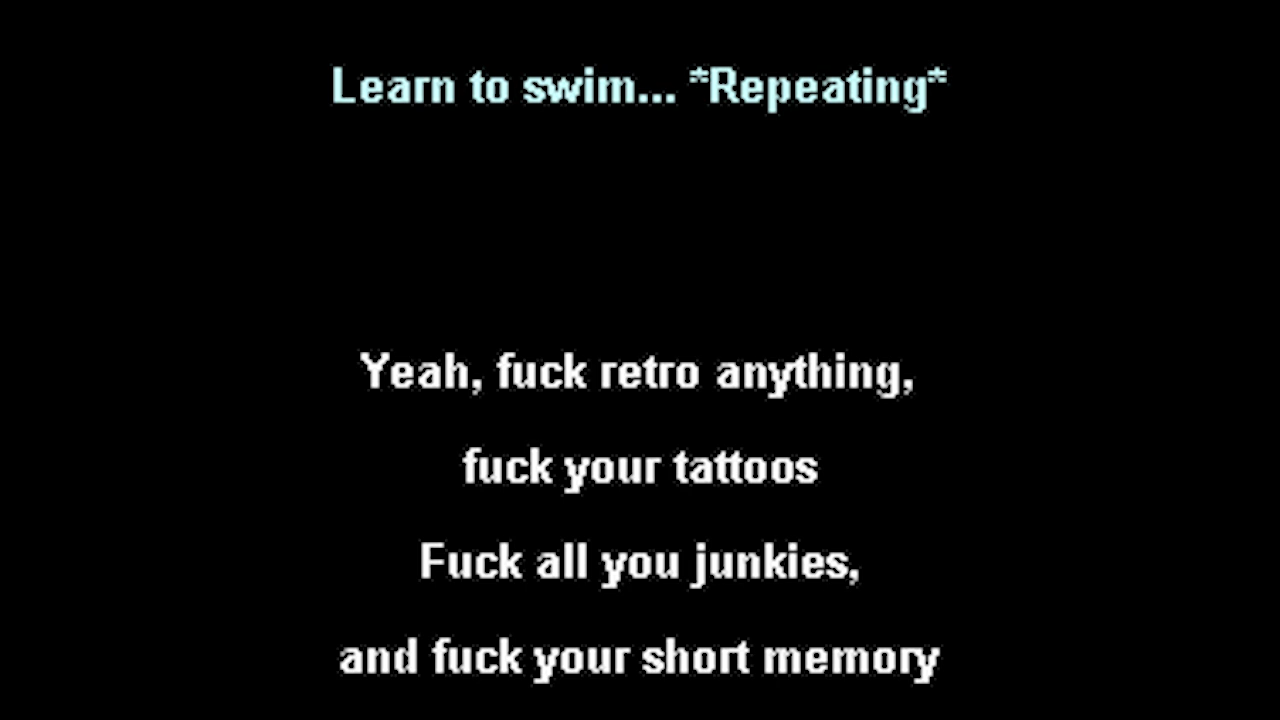 Learn to swim... *Repeating*
Yeah, fuck retro anything,
fuck your tattoos
Fuck all you junkies,
and fuck your short memory